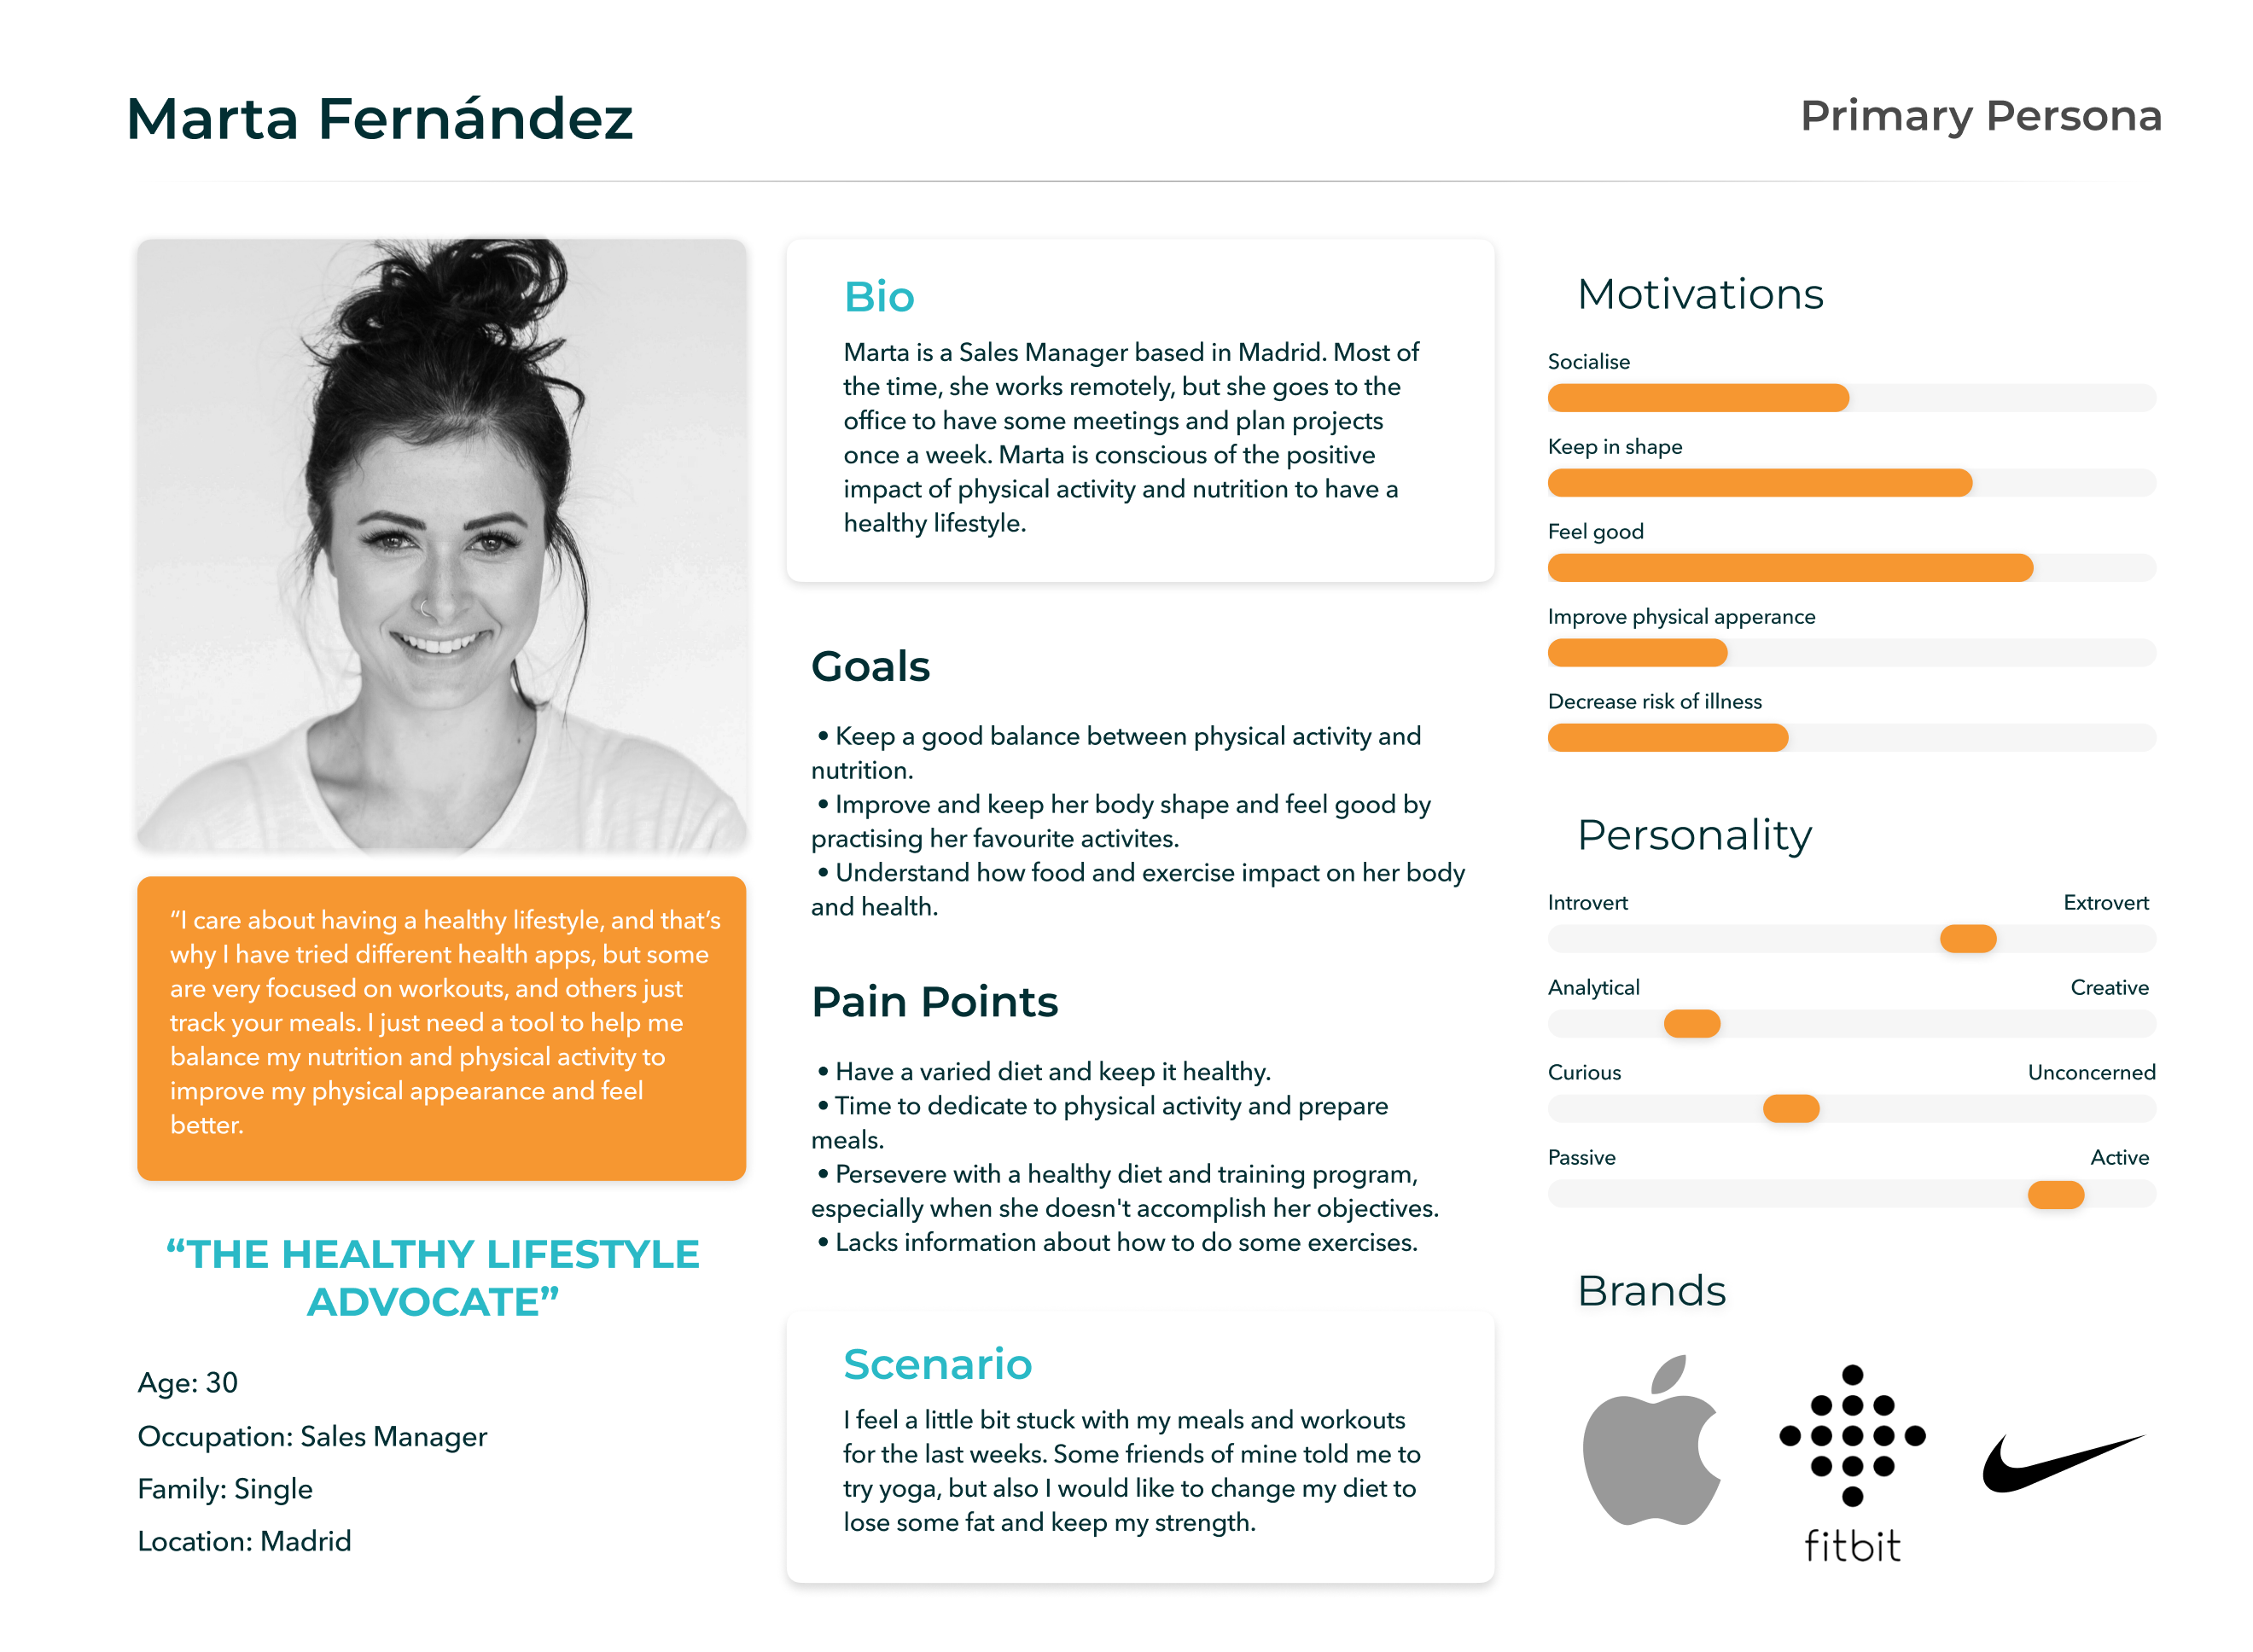 Marta Fernández
Primary Persona
“I care about having a healthy lifestyle, and that’s
why I have tried different health apps, but some
are very focused on workouts, and others just
track your meals. I just need a tool to help me
balance my nutrition and physical activity to
improve my physical appearance and feel
better.
“THE HEALTHY LIFESTYLE
ADVOCATE”
Age: 30
Occupation: Sales Manager
Family: Single
Location: Madrid
Bio
Marta is a Sales Manager based in Madrid. Most of
the time, she works remotely, but she goes to the
office to have some meetings and plan projects
once a week. Marta is conscious of the positive
impact of physical activity and nutrition to have a
healthy lifestyle.
Goals
• Keep a good balance between physical activity and
nutrition.
• Improve and keep her body shape and feel good by
practising her favourite activites.
• Understand how food and exercise impact on her body
and health.
Pain Points
• Have a varied diet and keep it healthy.
• Time to dedicate to physical activity and prepare
meals.
• Persevere with a healthy diet and training program,
especially when she doesn't accomplish her objectives.
• Lacks information about how to do some exercises.
Scenario
I feel a little bit stuck with my meals and workouts
for the last weeks. Some friends of mine told me to
try yoga, but also I would like to change my diet to
lose some fat and keep my strength.
Motivations
Socialise
Keep in shape
Feel good
Improve physical apperance
Decrease risk of illness
Personality
Introvert Extrovert
Analytical Creative
Curious Unconcerned
Passive Active
Brands
fitbit